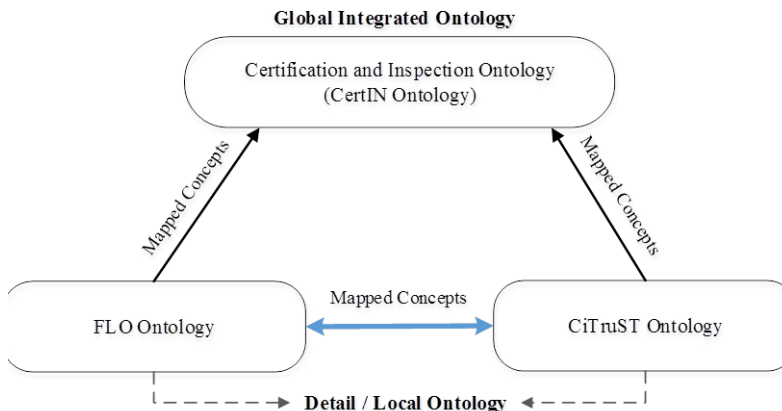 Global Integrated Ontology
Certification and Inspection Ontology
(CertIN Ontology)
Mapped Concepts
Mapped Concepts
Mapped Concepts
FLO Ontology
CiTruST Ontology
Detail / Local Ontology